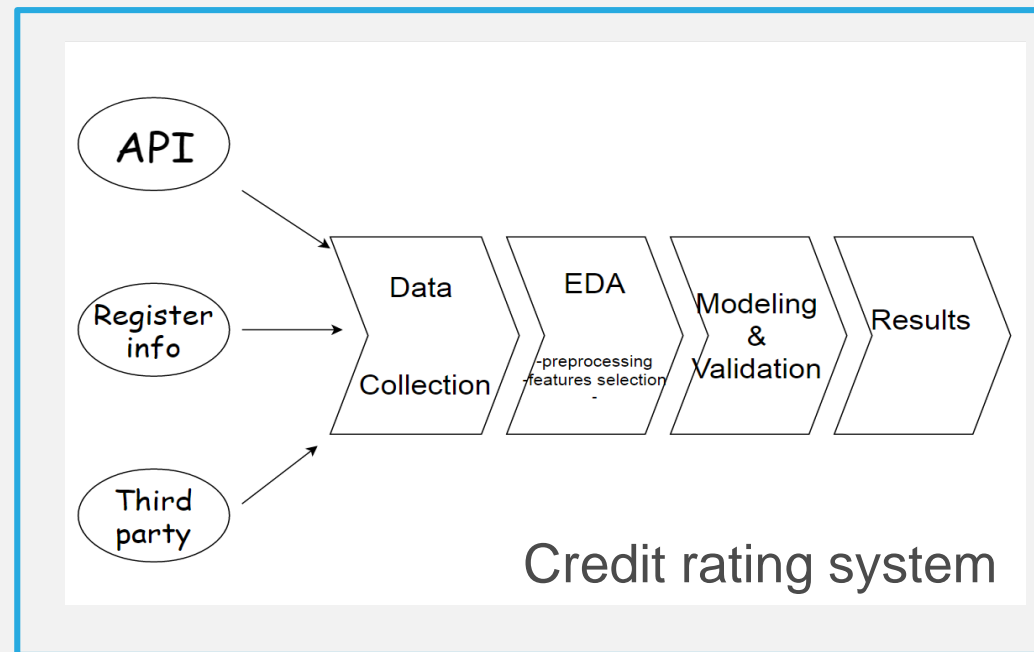 API
Register
info
Third
party
Data
Collection
EDA
-preprocessing
-features selection
-
Modeling
&
Validation
Results
Credit rating system